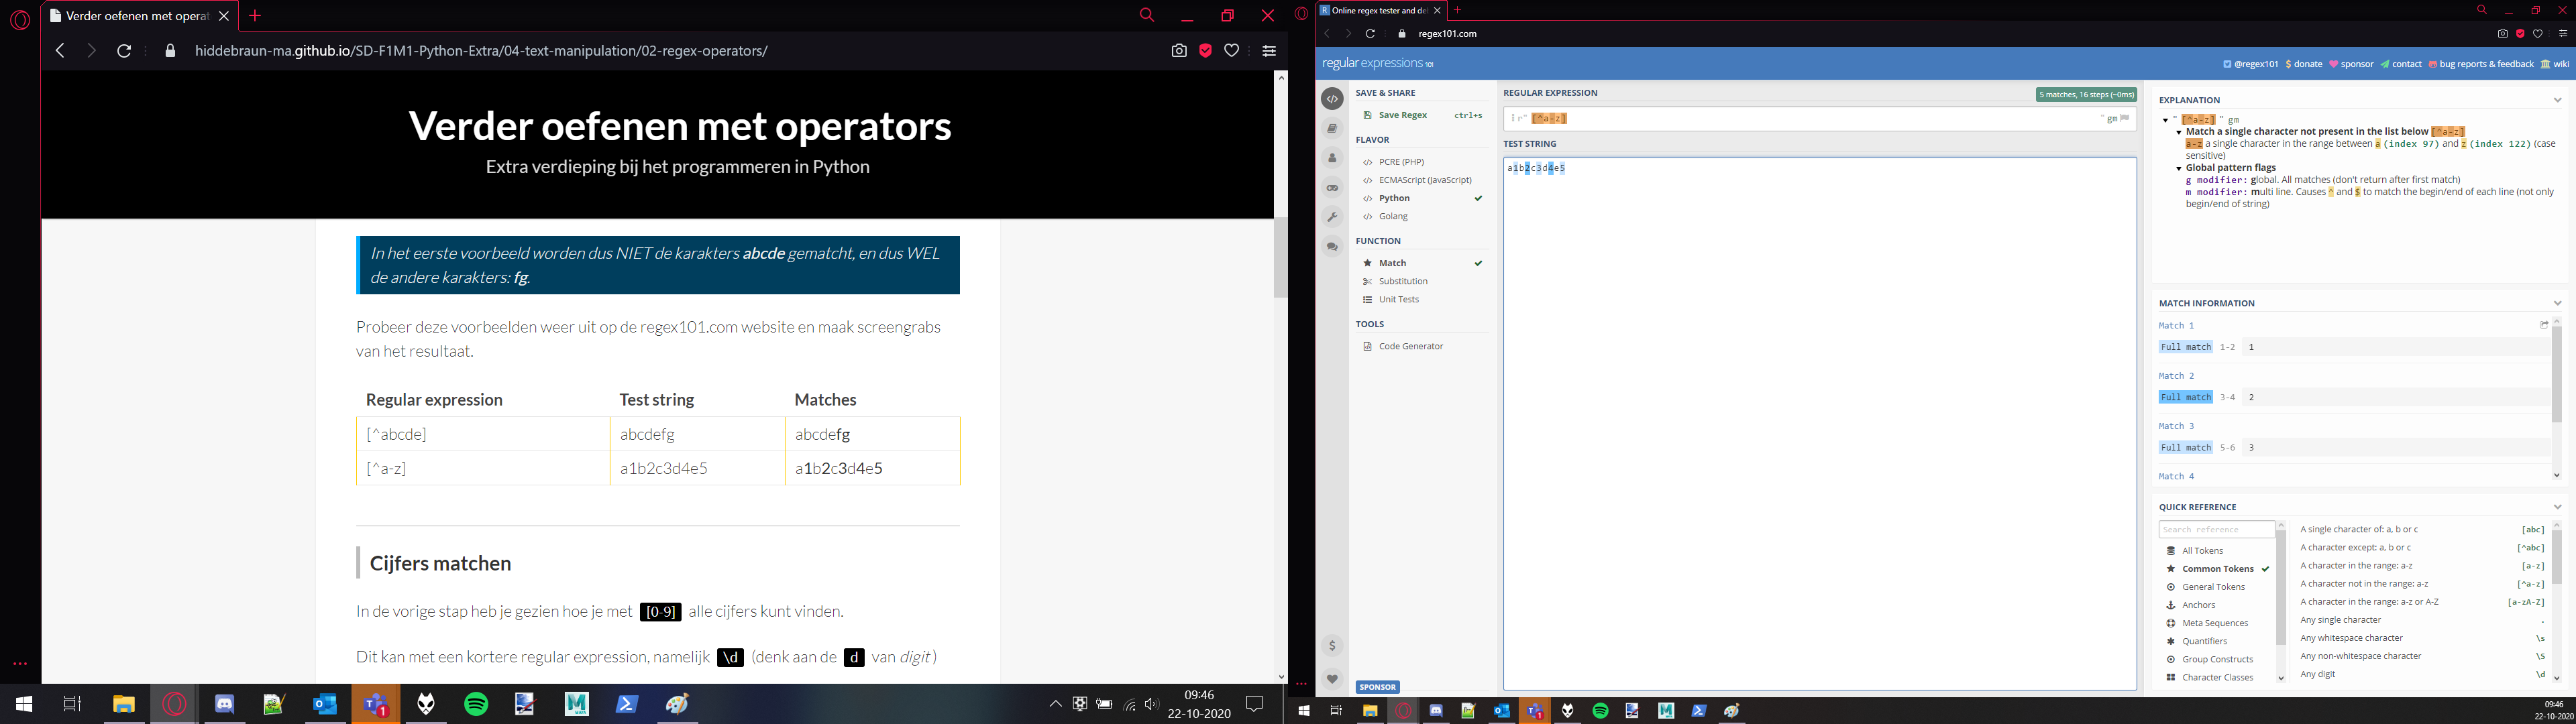 Verder oefenen met operat
hiddebraun-ma.github.io/SD-F1M1-Python-Extra/04-text-manipulation/02-regex-operators/
Verder oefenen met operators
Extra verdieping bij het programmeren in Python
In het eerste voorbeeld worden dus NIET de karakters abcde gematcht, en dus WEL
de andere karakters: fg.
Probeer deze voorbeelden weer uit op de regex101.com website en maak screengrabs
van het resultaat.
Regular expression Test string Matches
[^abcde] abcdefg abcdefg
[^a-z] a1b2c3d4e5 a1b2c3d4e5
Cijfers matchen
In de vorige stap heb je gezien hoe je met [0-9] alle cijfers kunt vinden.
Dit kan met een kortere regular expression, namelijk \d (denk aan de d van digit)
1
09:46
22-10-2020
Online regex tester and de
regex101.com
regular expressions 101
@regex101 $ donate sponsor contact bug reports & feedback wiki
SAVE & SHARE
Save Regex ctrl+s
FLAVOR
PCRE (PHP)
ECMAScript (JavaScript)
Python
Golang
FUNCTION
Match
Substitution
Unit Tests
TOOLS
Code Generator
SPONSOR
REGULAR EXPRESSION
5 matches, 16 steps (~0ms)
r" [^a-z] " gm
TEST STRING
a1b2c3d4e5
EXPLANATION
" [^a-z] " gm
Match a single character not present in the list below [^a-z]
a-z a single character in the range between a (index 97) and z (index 122) (case
sensitive)
Global pattern flags
g modifier: global. All matches (don't return after first match)
m modifier: multi line. Causes ^ and $ to match the begin/end of each line (not only
begin/end of string)
MATCH INFORMATION
Match 1
Full match 1-2 1
Match 2
Full match 3-4 2
Match 3
Full match 5-6 3
Match 4
QUICK REFERENCE
Search reference
All Tokens
Common Tokens
General Tokens
Anchors
Meta Sequences
Quantifiers
Group Constructs
Character Classes
A single character of: a, b or c [abc]
A character except: a, b or c [^abc]
A character in the range: a-z [a-z]
A character not in the range: a-z [^a-z]
A character in the range: a-z or A-Z [a-zA-Z]
Any single character .
Any whitespace character \s
Any non-whitespace character \S
Any digit \d
09:46
22-10-2020